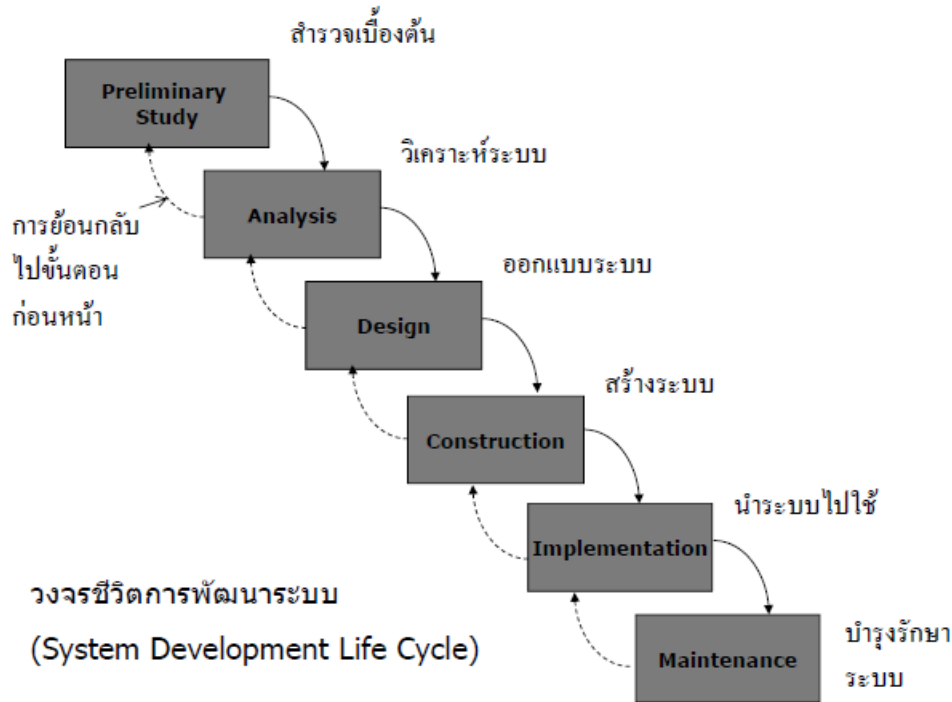 สำรวจเบื้องต้น
Preliminary
Study
วิเคราะห์ระบบ
Analysis
การย้อนกลับ
ไปขั้นตอน
ก่อนหน้า
ออกแบบระบบ
Design
สร้างระบบ
Construction
นำระบบไปใช้
Implementation
วงจรชีวิตการพัฒนาระบบ
(System Development Life Cycle)
Maintenance
บำรุงรักษา
ระบบ